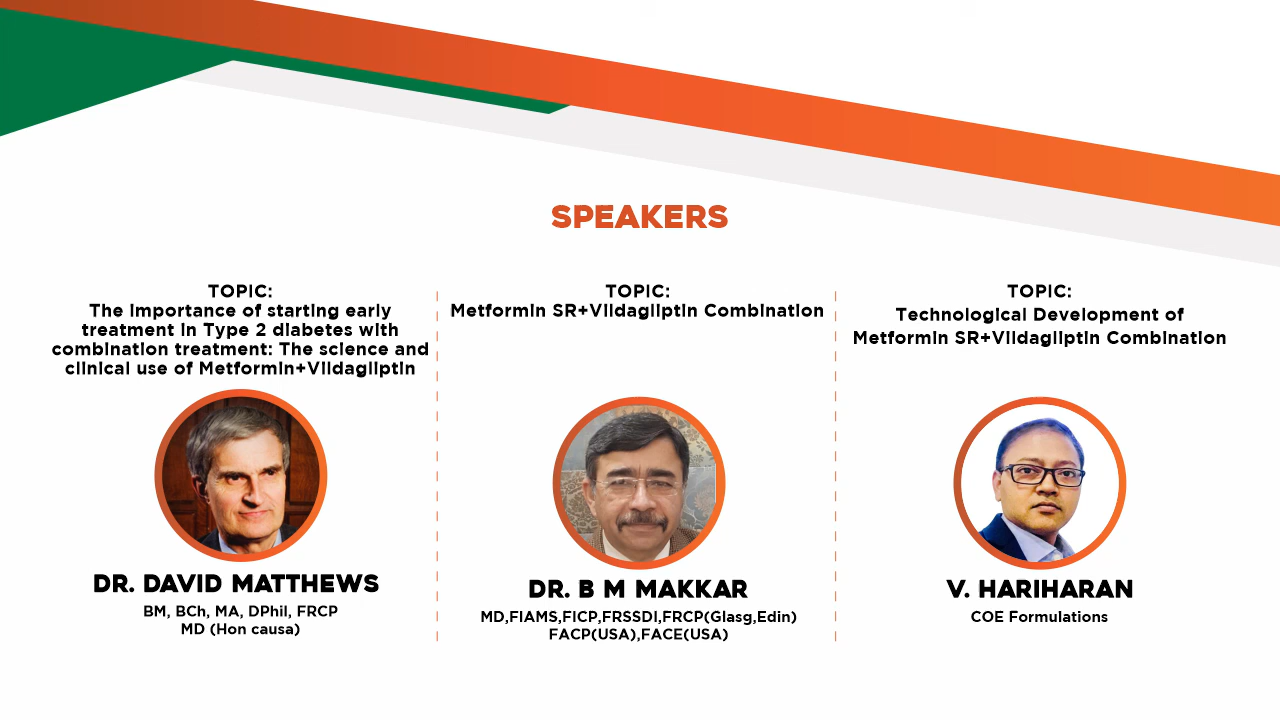 SPEAKERS
TOPIC:
The importance of starting early
treatment in Type 2 diabetes with
combination treatment: The science and
clinical use of Metformin+Vildagliptin
DR. DAVID MATTHEWS
BM, BCh, MA, DPhil, FRCP
MD (Hon causa)
TOPIC:
Metformin SR+Vildagliptin Combination
DR. B M MAKKAR
MD,FIAMS,FICP,FRSSDI,FRCP(Glasg,Edin)
FACP(USA),FACE(USA)
TOPIC:
Technological Development of
Metformin SR+Vildagliptin Combination
V. HARIHARAN
COE Formulations